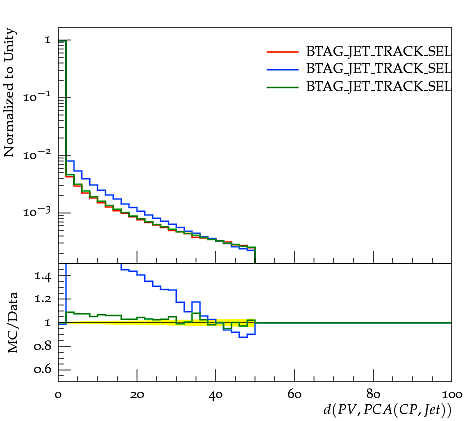 Normalized to Unity
1
10⁻¹
10⁻²
10⁻³
BTAG_JET_TRACK_SEL
BTAG_JET_TRACK_SEL
BTAG_JET_TRACK_SEL
MC/Data
1.4
1.2
1
0.8
0.6
0 20 40 60 80 100
d(PV, PCA(CP, Jet))